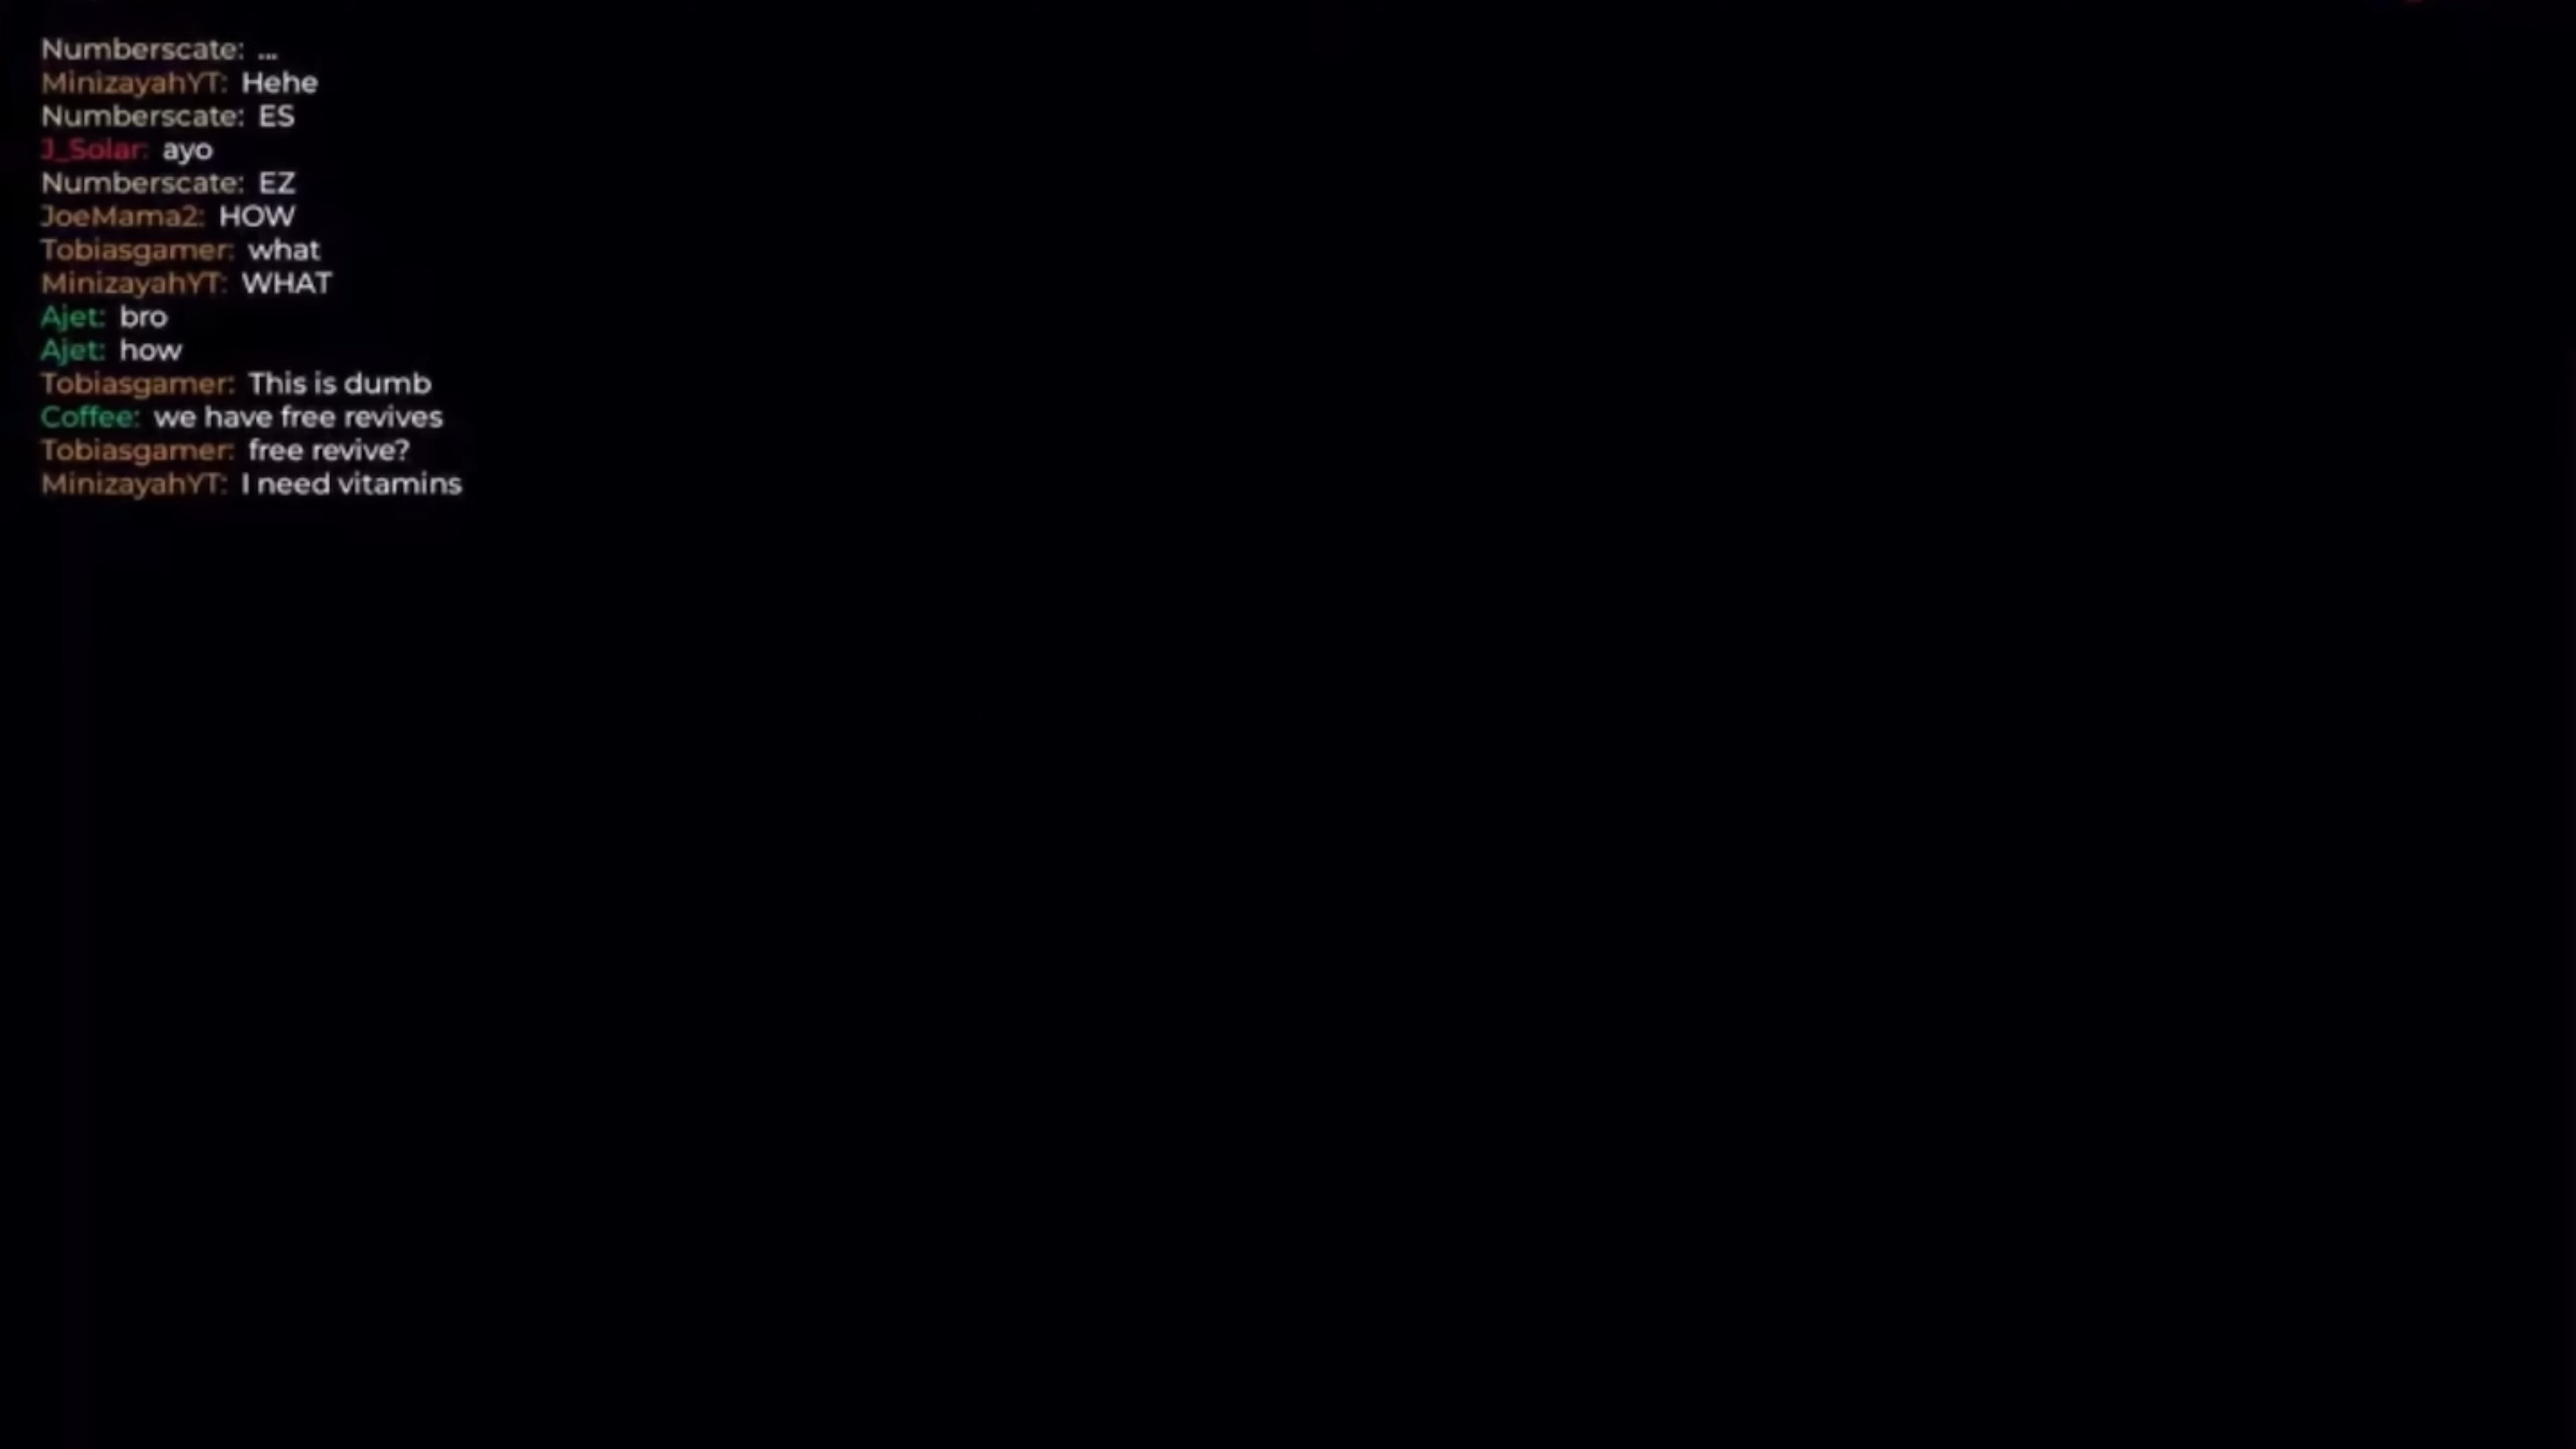 Numberscate: ...
MinizayahYT: Hehe
Numberscate: ES
J_Solar: ayo
Numberscate: EZ
JoeMama2: HOW
Tobiasgamer: what
MinizayahYT: WHAT
Ajet: bro
Ajet: how
Tobiasgamer: This is dumb
Coffee: we have free revives
Tobiasgamer: free revive?
MinizayahYT: I need vitamins